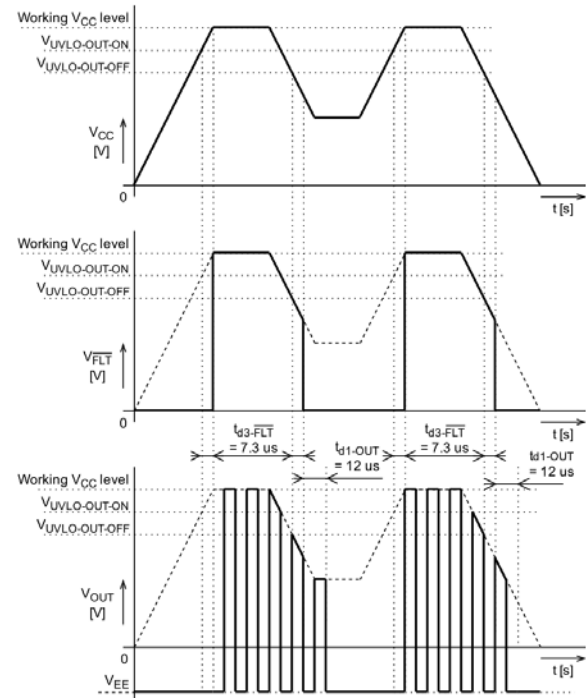 Working VCC level
VUVLO-OUT-ON
VUVLO-OUT-OFF
VCC
[V]
0
t [s]
Working VCC level
VUVLO-OUT-ON
VUVLO-OUT-OFF
VFLT
[V]
0
t [s]
td3-FLT
= 7.3 us
td1-OUT
= 12 us
td3-FLT
= 7.3 us
td1-OUT
= 12 us
Working VCC level
VUVLO-OUT-ON
VUVLO-OUT-OFF
VOUT
[V]
0
t [s]
VEE